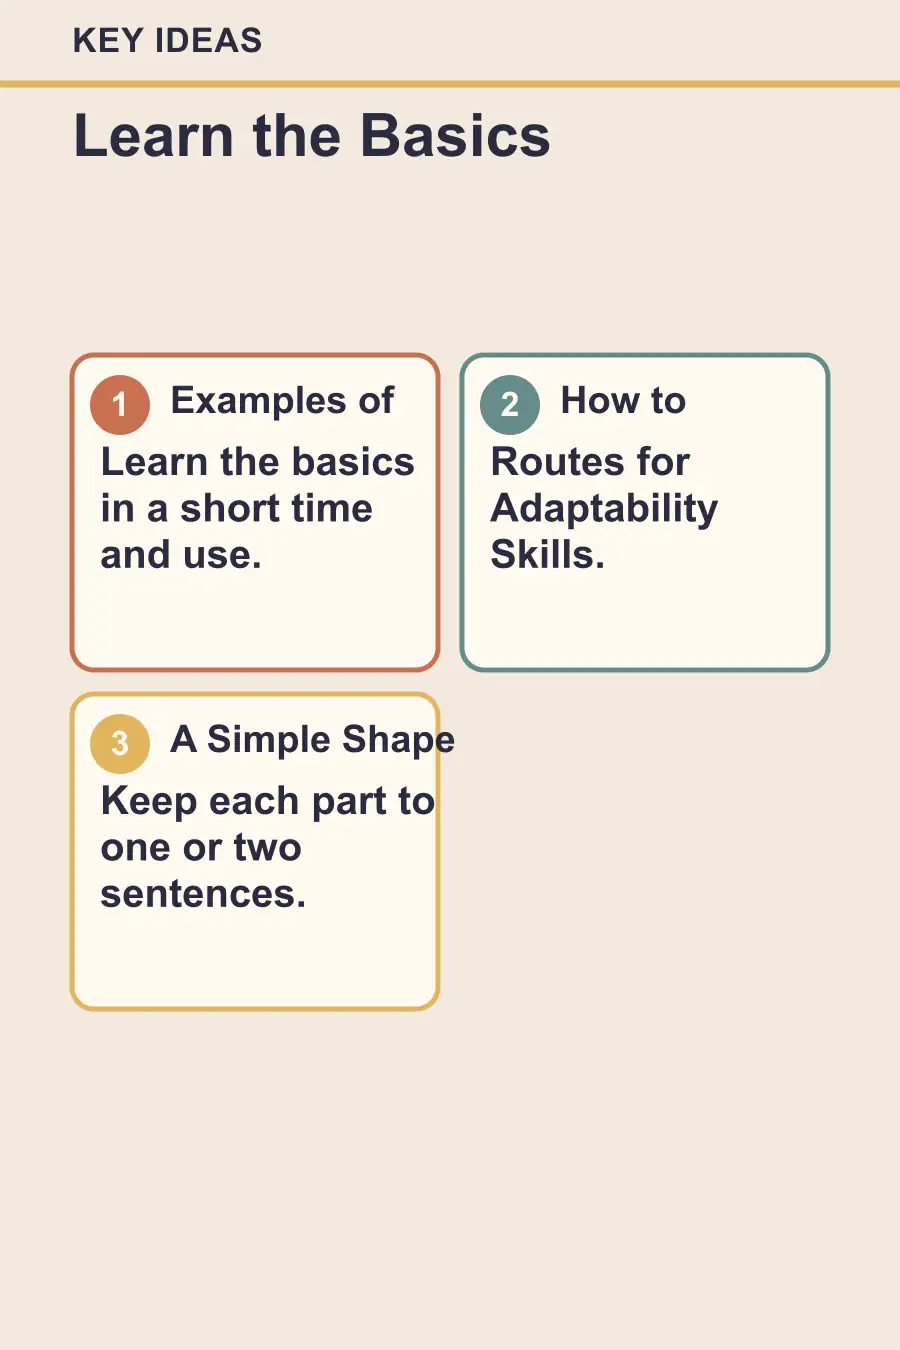 KEY IDEAS
Learn the Basics
1 Examples of
Learn the basics
in a short time
and use.
2 How to
Routes for
Adaptability
Skills.
3 A Simple Shape
Keep each part to
one or two
sentences.